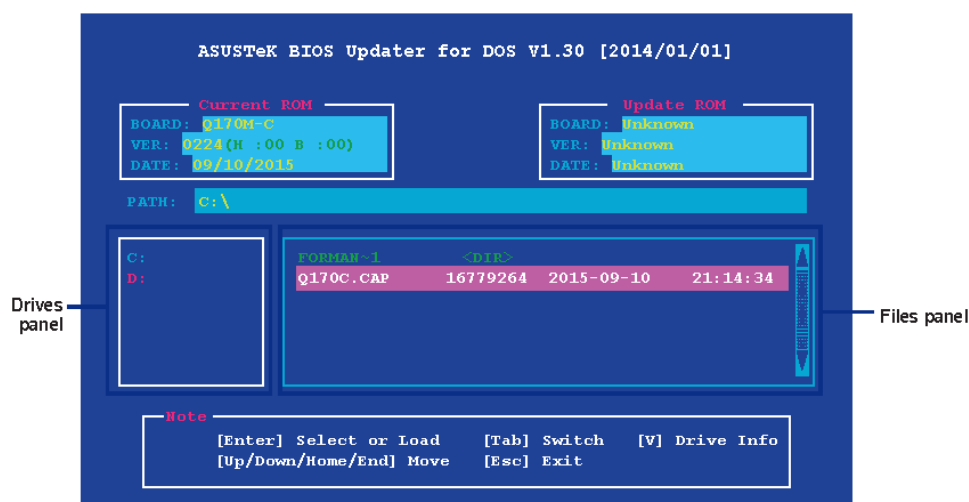 ASUSTeK BIOS Updater for DOS V1.30 [2014/01/01]
Current ROM
BOARD: Q170M-C
VER: 0224(H :00 B :00)
DATE: 09/10/2015
Update ROM
BOARD: Unknown
VER: Unknown
DATE: Unknown
PATH: C:\
Drives panel
C:
D:
FORMAN~1 <DIR>
Q170C.CAP 16779264 2015-09-10 21:14:34
Files panel
Note
[Enter] Select or Load [Tab] Switch [V] Drive Info
[Up/Down/Home/End] Move [Esc] Exit